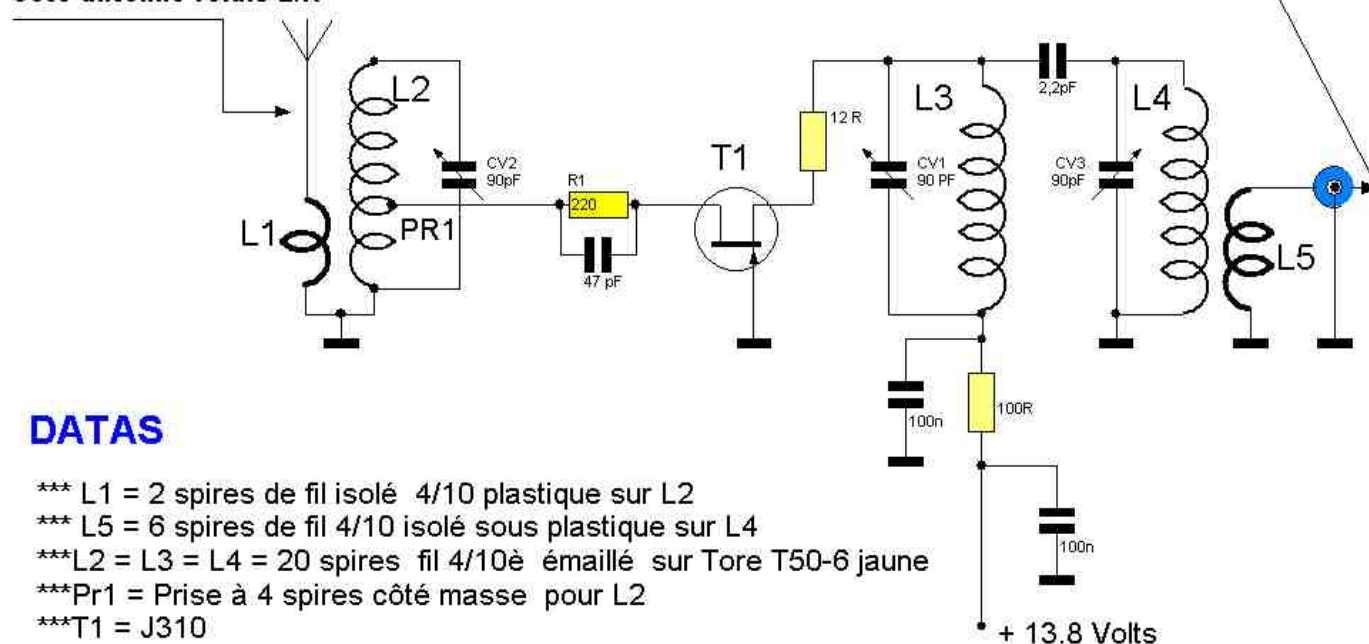 L2
L3
2,2pF
L4
12 R
CV2
90pF
T1
CV1
90 PF
CV3
90pF
R1
220
L1
PR1
47 pF
L5
100n
100R
DATAS
*** L1 = 2 spires de fil isolé 4/10 plastique sur L2
*** L5 = 6 spires de fil 4/10 isolé sous plastique sur L4
***L2 = L3 = L4 = 20 spires fil 4/10è émaillé sur Tore T50-6 jaune
***Pr1 = Prise à 4 spires côté masse pour L2
***T1 = J310
100n
+ 13.8 Volts